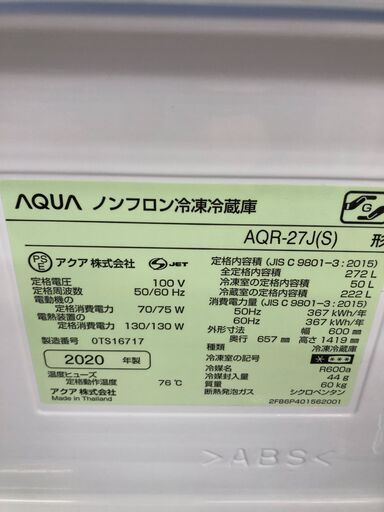 AQUA ノンフロン冷凍冷蔵庫
G
AQR-27J(S) 形
PS E アクア 株式会社 S JET
定格電圧 100 V
定格周波数 50/60 Hz
電動機の
定格消費電力 70/75 W
電熱装置の
定格消費電力 130/130 W
製造番号 0TS16717
2020 年製
温度ヒューズ
定格動作温度 76℃
アクア 株式会社
Made in Thailand
定格内容積 (JIS C 9801-3 : 2015)
全定格内容積 272 L
冷凍室の定格内容積 50 L
冷蔵室の定格内容積 222 L
消費電力量 (JIS C 9801-3 : 2015)
50Hz 367 kWh/年
60Hz 367 kWh/年
外形寸法 幅 600 mm
奥行 657 mm 高さ 1419 mm
種類 冷凍冷蔵庫
冷凍室の記号
冷媒名 R600a
冷媒封入量 44 g
質量 60 kg
断熱発泡ガス シクロペンタン
2FB6P401562001
>ABS<